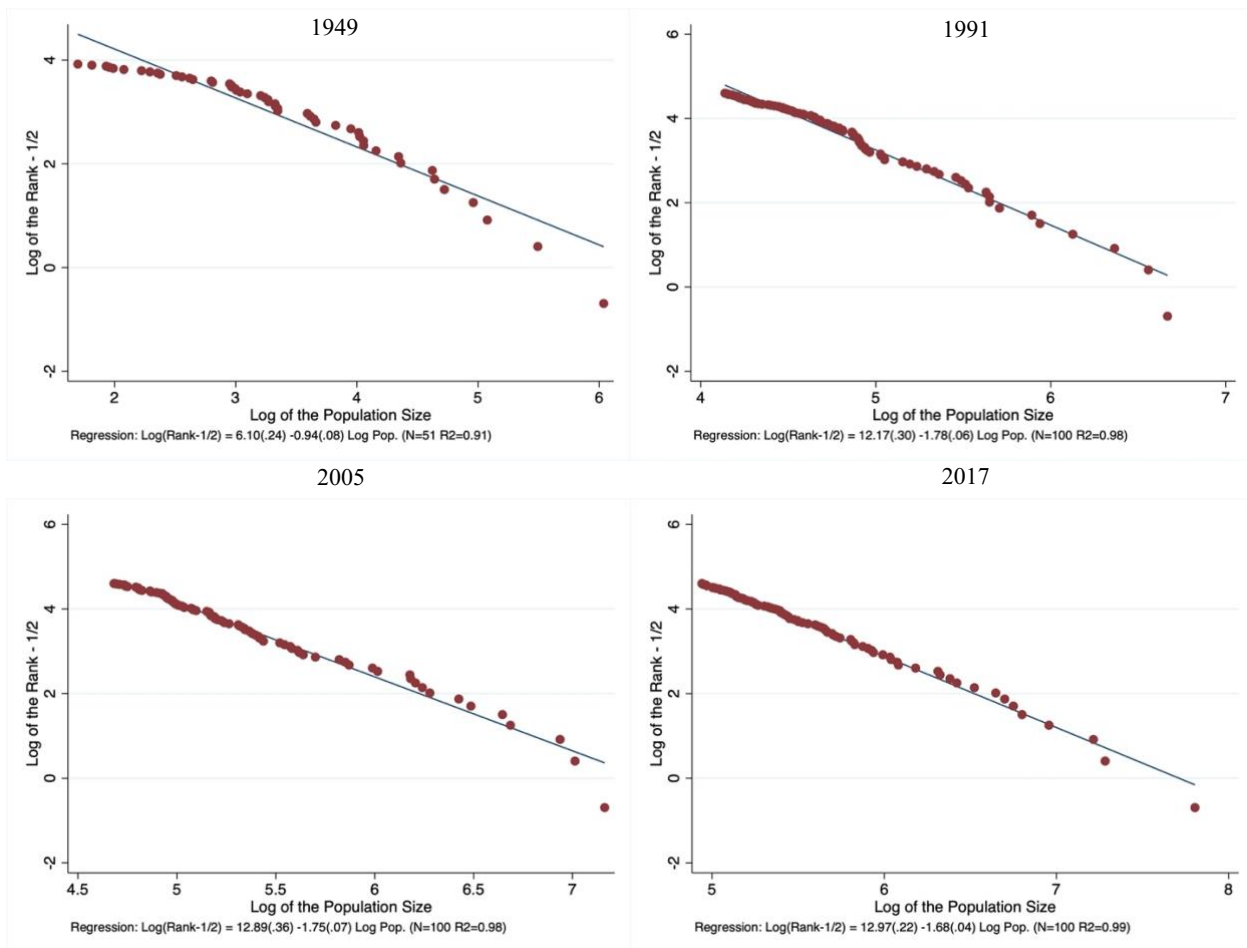 1949
Log of the Rank - 1/2
4
2
0
-2
2 3 4 5 6
Log of the Population Size
Regression: Log(Rank-1/2) = 6.10(.24) -0.94(.08) Log Pop. (N=51 R2=0.91)
1991
Log of the Rank - 1/2
6
4
2
0
-2
4 5 6 7
Log of the Population Size
Regression: Log(Rank-1/2) = 12.17(.30) -1.78(.06) Log Pop. (N=100 R2=0.98)
2005
Log of the Rank - 1/2
6
4
2
0
-2
4.5 5 5.5 6 6.5 7
Log of the Population Size
Regression: Log(Rank-1/2) = 12.89(.36) -1.75(.07) Log Pop. (N=100 R2=0.98)
2017
Log of the Rank - 1/2
6
4
2
0
-2
5 6 7 8
Log of the Population Size
Regression: Log(Rank-1/2) = 12.97(.22) -1.68(.04) Log Pop. (N=100 R2=0.99)